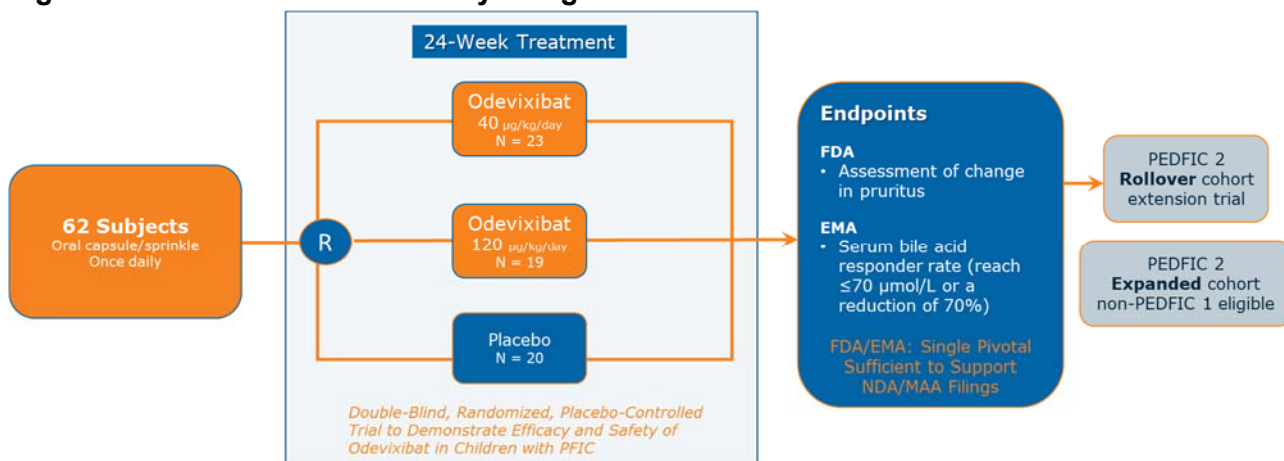 24-Week Treatment
62 Subjects
Oral capsule/sprinkle
Once daily
R
Odevixibat
40 µg/kg/day
N = 23
Odevixibat
120 µg/kg/day
N = 19
Placebo
N = 20
Double-Blind, Randomized, Placebo-Controlled
Trial to Demonstrate Efficacy and Safety of
Odevixibat in Children with PFIC
Endpoints
FDA
• Assessment of change
in pruritus
EMA
• Serum bile acid
responder rate (reach
≤70 µmol/L or a
reduction of 70%)
FDA/EMA: Single Pivotal
Sufficient to Support
NDA/MAA Filings
PEDFIC 2
Rollover cohort
extension trial
PEDFIC 2
Expanded cohort
non-PEDFIC 1 eligible